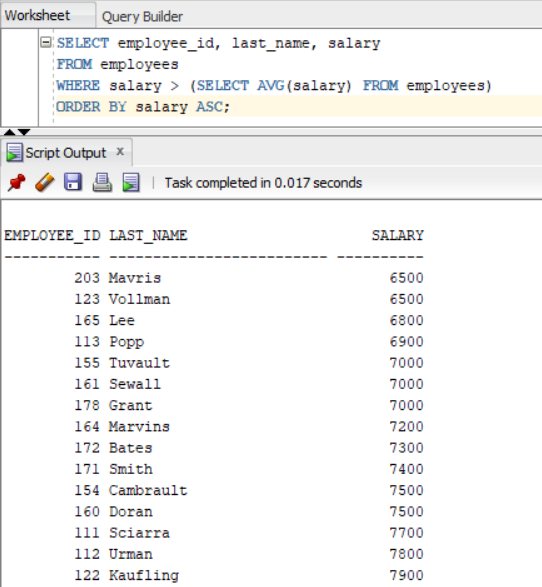 Worksheet Query Builder
SELECT employee_id, last_name, salary
FROM employees
WHERE salary > (SELECT AVG(salary) FROM employees)
ORDER BY salary ASC;
Script Output x
Task completed in 0.017 seconds
EMPLOYEE_ID LAST_NAME SALARY
----------- ------------------------- ----------
203 Mavris 6500
123 Vollman 6500
165 Lee 6800
113 Popp 6900
155 Tuvault 7000
161 Sewall 7000
178 Grant 7000
164 Marvins 7200
172 Bates 7300
171 Smith 7400
154 Cambrault 7500
160 Doran 7500
111 Sciarra 7700
112 Urman 7800
122 Kaufling 7900